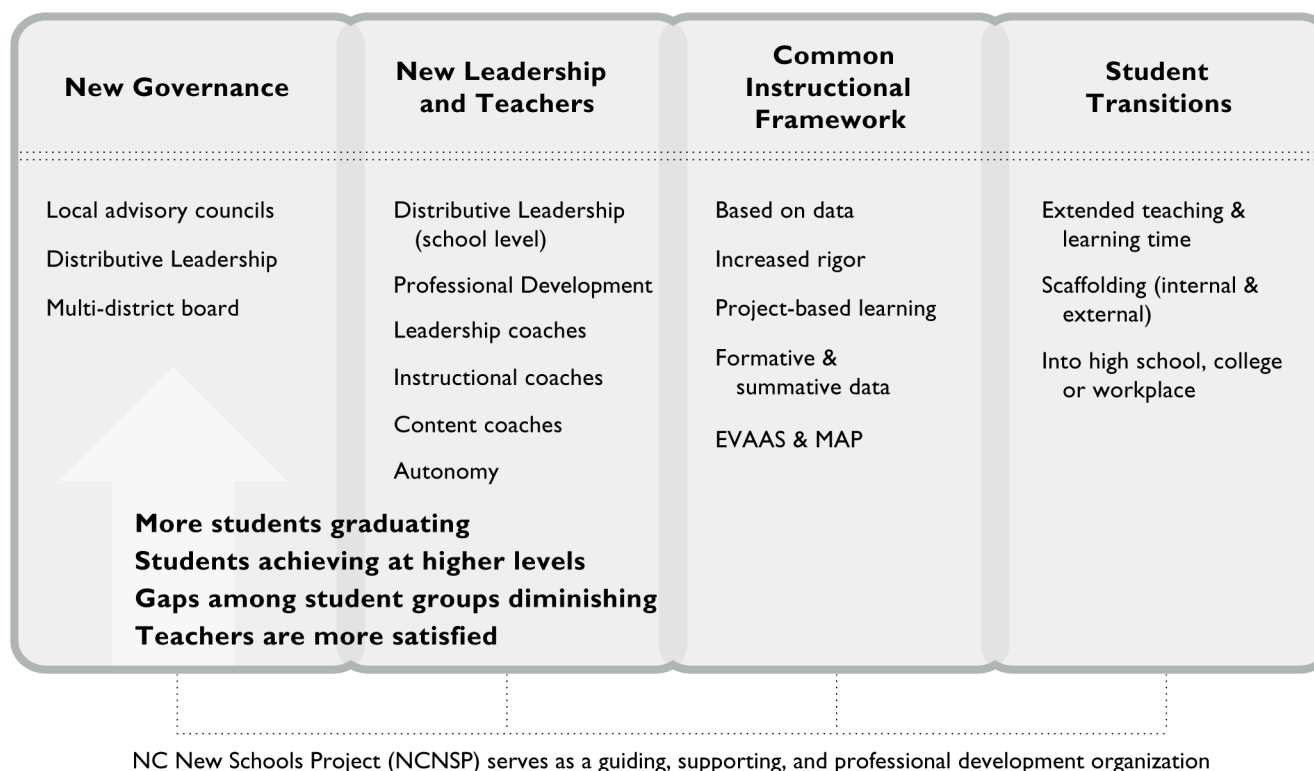 New Governance
New Leadership
and Teachers
Common
Instructional
Framework
Student
Transitions
Local advisory councils
Distributive Leadership
Multi-district board
Distributive Leadership
(school level)
Professional Development
Leadership coaches
Instructional coaches
Content coaches
Autonomy
Based on data
Increased rigor
Project-based learning
Formative &
summative data
EVAAS & MAP
Extended teaching &
learning time
Scaffolding (internal &
external)
Into high school, college
or workplace
More students graduating
Students achieving at higher levels
Gaps among student groups diminishing
Teachers are more satisfied
NC New Schools Project (NCNSP) serves as a guiding, supporting, and professional development organization